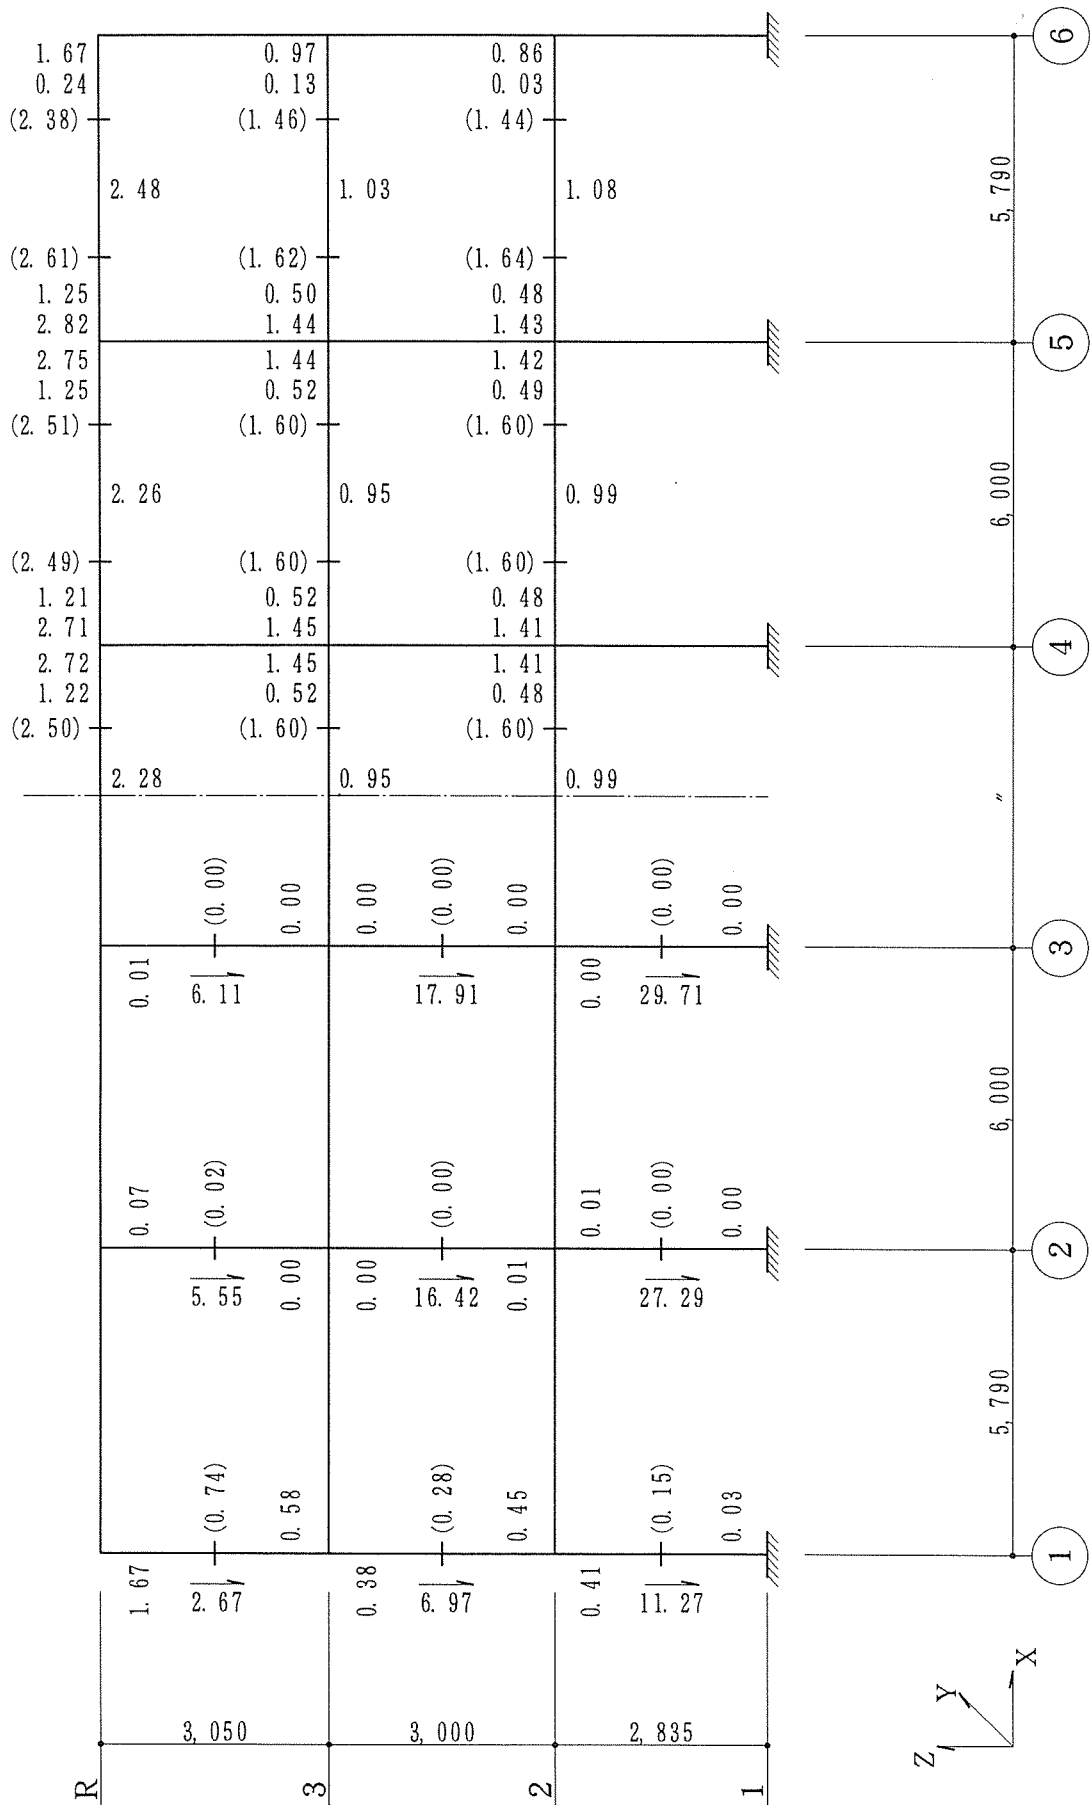 1.67 0.97 0.86
0.24 0.13 0.03
(2.38) (1.46) (1.44)
2.48 1.03 1.08
(2.61) (1.62) (1.64)
1.25 0.50 0.48
2.82 1.44 1.43
2.75 1.44 1.42
1.25 0.52 0.49
(2.51) (1.60) (1.60)
2.26 0.95 0.99
(2.49) (1.60) (1.60)
1.21 0.52 0.48
2.71 1.45 1.41
2.72 1.45 1.41
1.22 0.52 0.48
(2.50) (1.60) (1.60)
2.28 0.95 0.99
0.01 (0.00) 0.00 0.00 (0.00) 0.00 0.00 (0.00) 0.00
6.11 17.91 29.71
0.07 (0.02) 0.00 0.00 (0.00) 0.01 0.01 (0.00) 0.00
5.55 16.42 27.29
1.67 (0.74) 0.58 0.38 (0.28) 0.45 0.41 (0.15) 0.03
2.67 6.97 11.27
3,050 3,000 2,835
R 3 2 1
5,790 6,000 〃 6,000 5,790
1 2 3 4 5 6
Z Y X